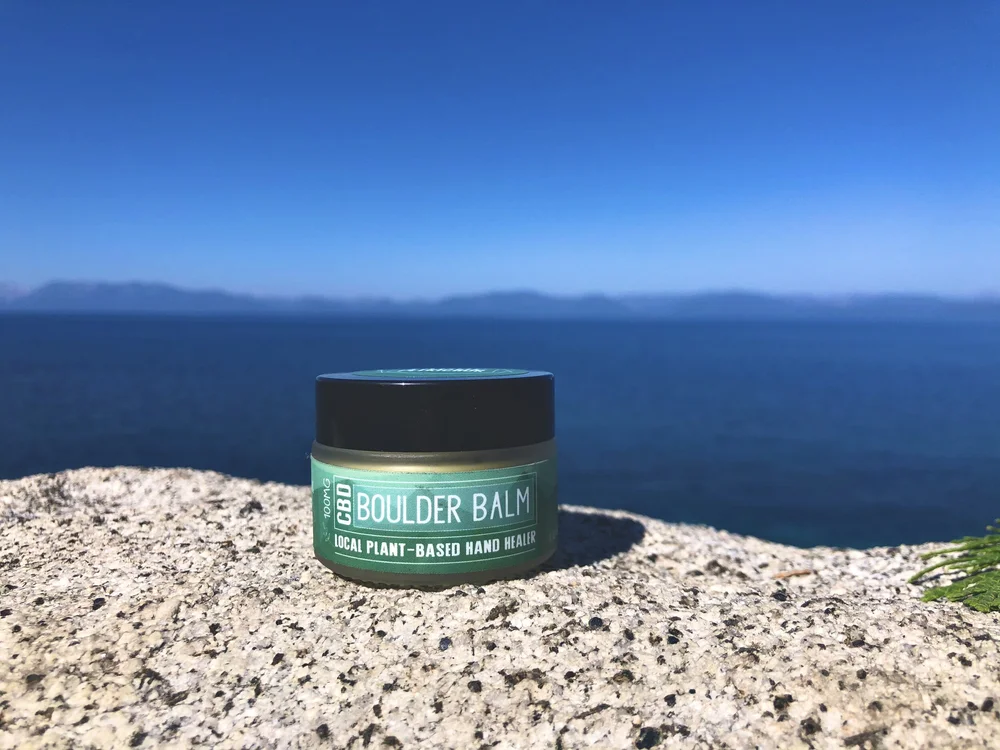 100MG
CBD
BOULDER BALM
LOCAL PLANT-BASED HAND HEALER